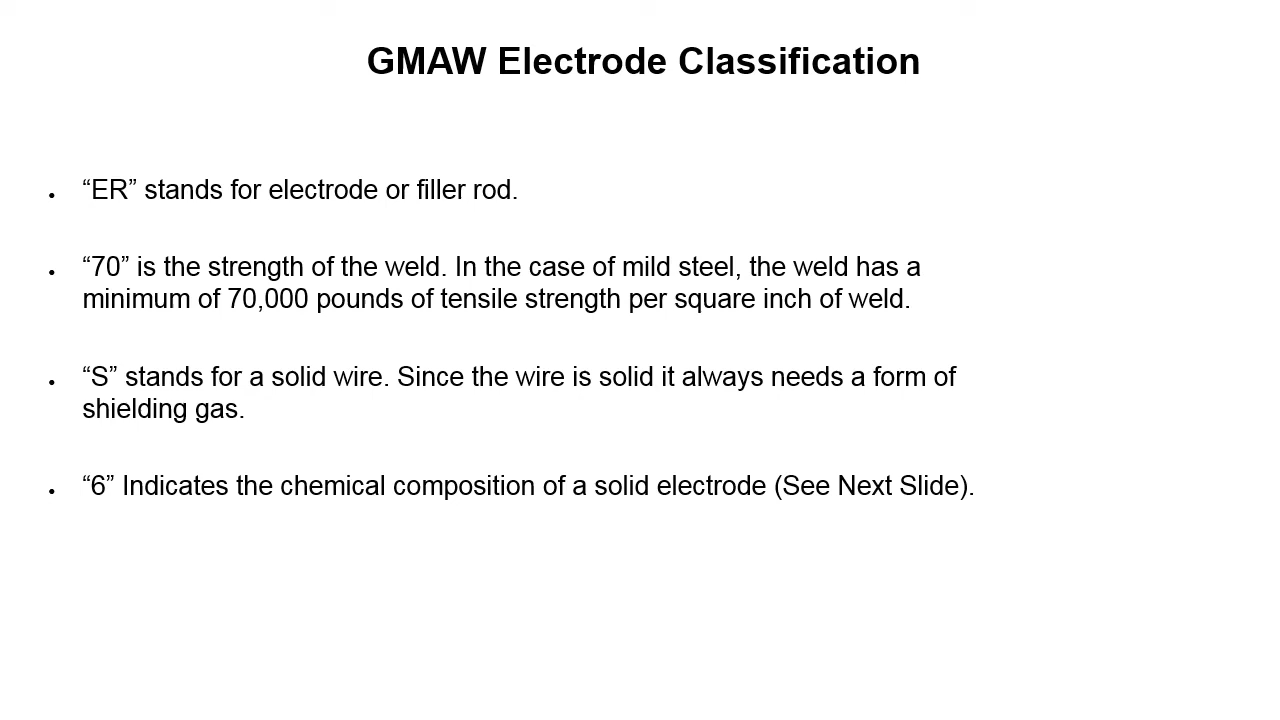 GMAW Electrode Classification
• “ER” stands for electrode or filler rod.
• “70” is the strength of the weld. In the case of mild steel, the weld has a
minimum of 70,000 pounds of tensile strength per square inch of weld.
• “S” stands for a solid wire. Since the wire is solid it always needs a form of
shielding gas.
• “6” Indicates the chemical composition of a solid electrode (See Next Slide).